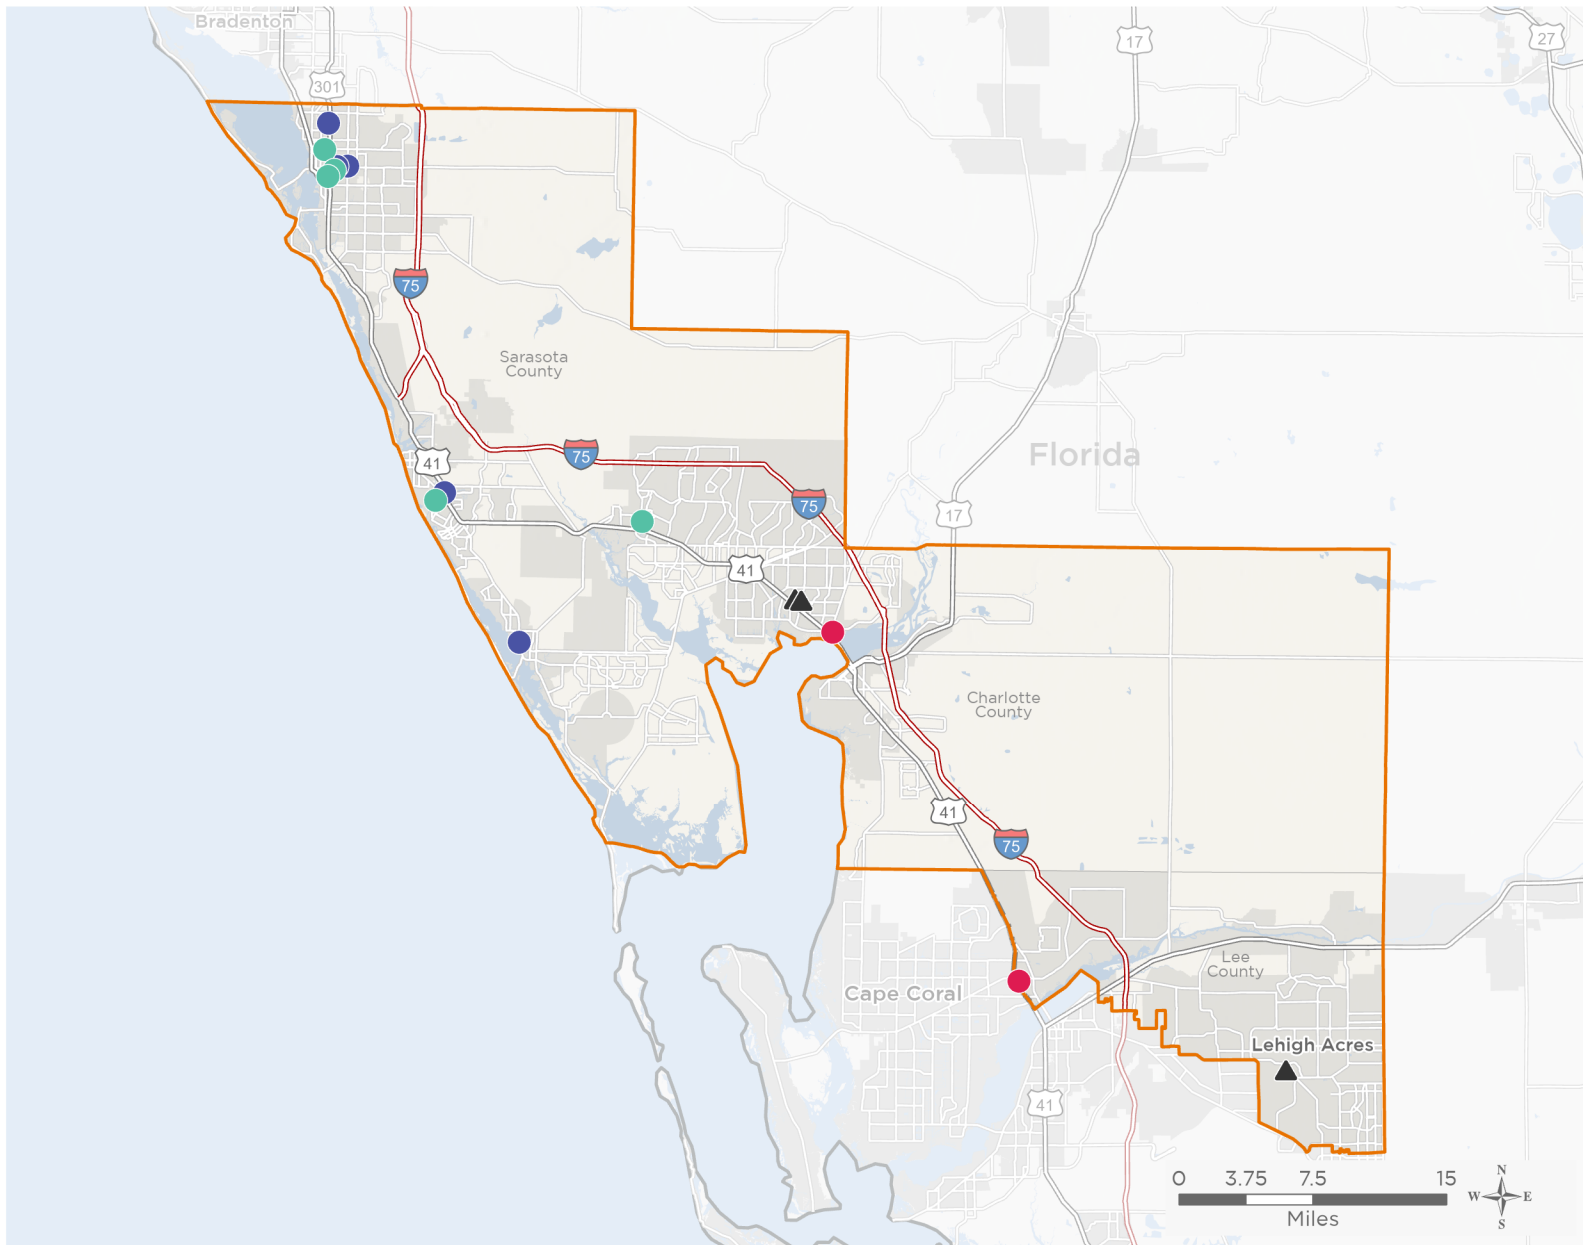 Bradenton
17
27
301
75
Sarasota
County
Florida
41
75
75
17
41
Charlotte
County
41
75
Lee
County
Cape Coral
Lehigh Acres
41
0 3.75 7.5 15
Miles
N
W E
S